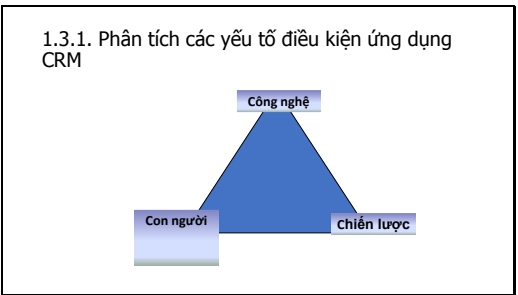 1.3.1. Phân tích các yếu tố điều kiện ứng dụng
CRM
Công nghệ
Con người
Chiến lược